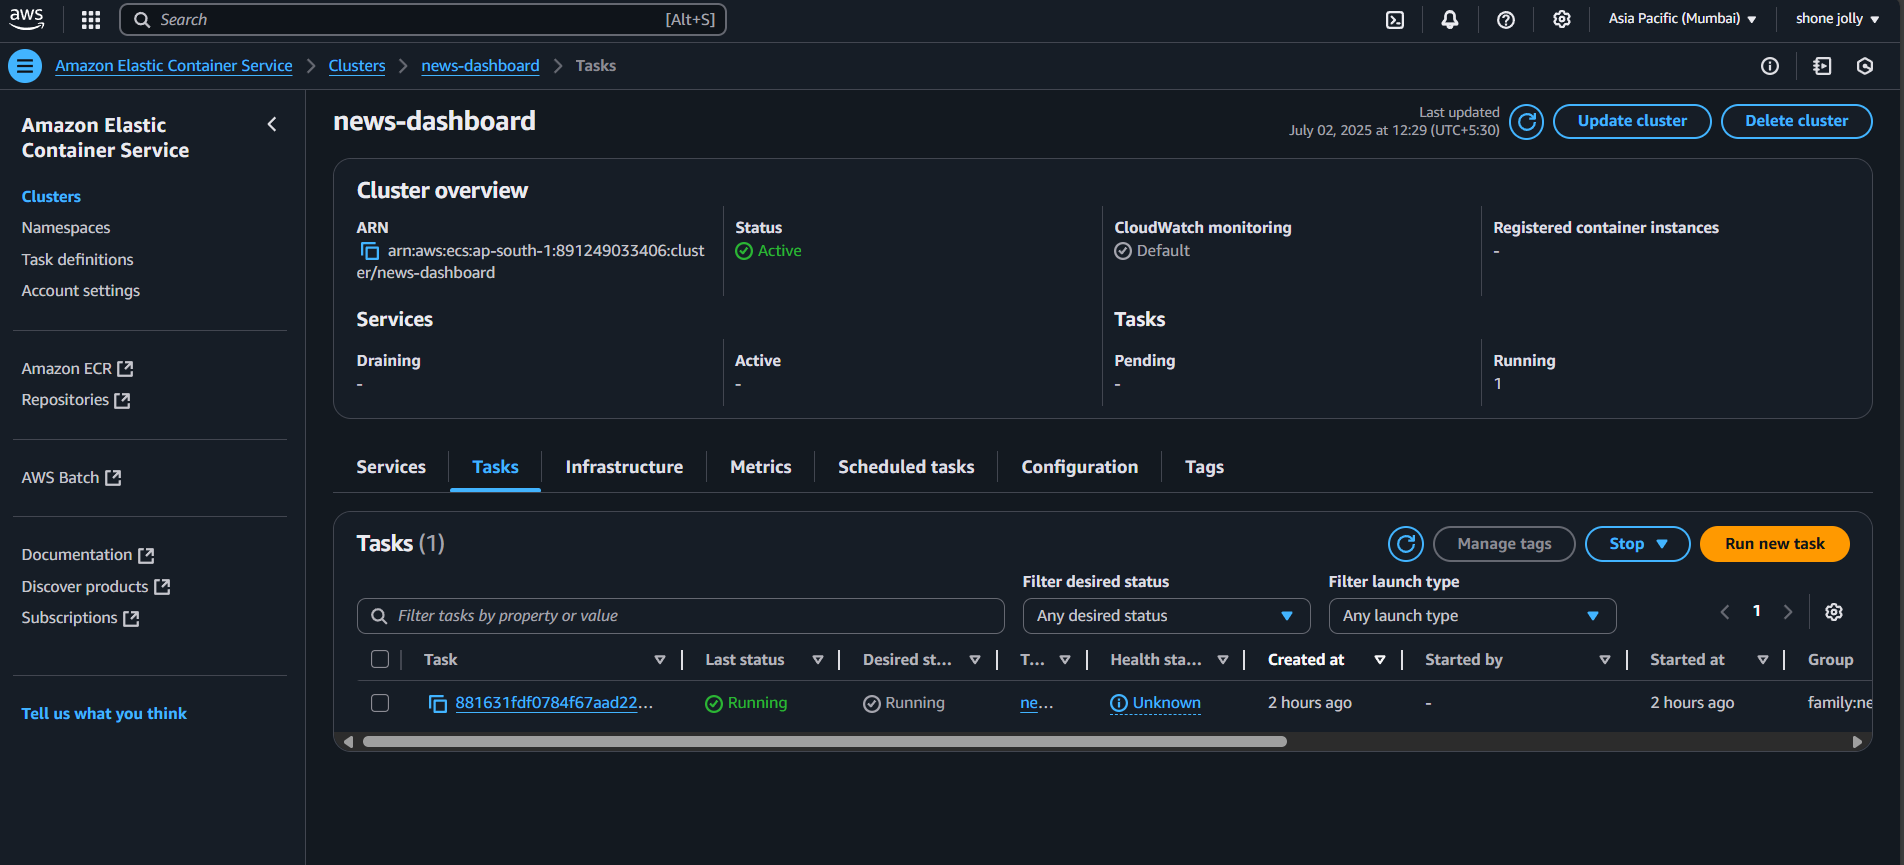 aws
Search [Alt+S]
Asia Pacific (Mumbai)
shone jolly
Amazon Elastic Container Service
Clusters
news-dashboard
Tasks
Amazon Elastic
Container Service
Clusters
Namespaces
Task definitions
Account settings
Amazon ECR
Repositories
AWS Batch
Documentation
Discover products
Subscriptions
Tell us what you think
news-dashboard
Last updated
July 02, 2025 at 12:29 (UTC+5:30)
Update cluster
Delete cluster
Cluster overview
ARN
arn:aws:ecs:ap-south-1:891249033406:clust
er/news-dashboard
Status
Active
CloudWatch monitoring
Default
Registered container instances
-
Services
Tasks
Draining
-
Active
-
Pending
-
Running
1
Services
Tasks
Infrastructure
Metrics
Scheduled tasks
Configuration
Tags
Tasks (1)
Manage tags
Stop
Run new task
Filter desired status
Filter launch type
Filter tasks by property or value
Any desired status
Any launch type
1
Task
Last status
Desired st...
T...
Health sta...
Created at
Started by
Started at
Group
881631fdf0784f67aad22...
Running
Running
ne...
Unknown
2 hours ago
-
2 hours ago
family:ne